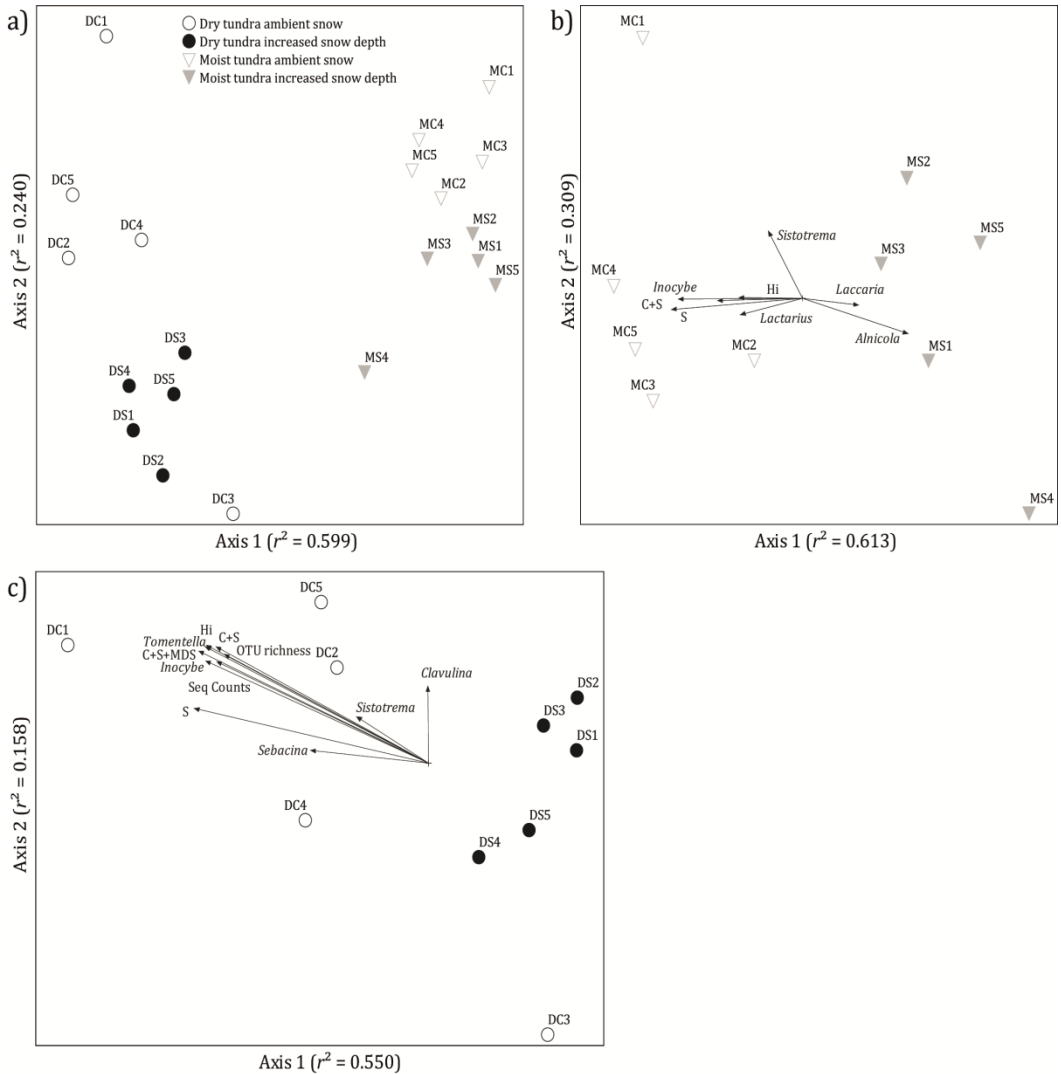 a)
DC1
Dry tundra ambient snow
Dry tundra increased snow depth
Moist tundra ambient snow
Moist tundra increased snow depth
MC1
MC4
MC3
MC5
MC2
DC5
DC4
DC2
MS2
MS3
MS1
MS5
DS3
DS4
DS5
MS4
DS1
DS2
DC3
Axis 2 (r² = 0.240)
Axis 1 (r² = 0.599)
b)
MC1
MS2
Sistotrema
MS5
MS3
MC4
Inocybe
Hi
Laccaria
C+S
S
Lactarius
Alnicola
MC5
MC2
MS1
MC3
MS4
Axis 2 (r² = 0.309)
Axis 1 (r² = 0.613)
c)
DC5
DC1
Hi
C+S
Tomentella
OTU richness
C+S+MDS
DC2
Inocybe
Clavulina
Seq Counts
DS2
Sistotrema
DS3
S
DS1
Sebacina
DC4
DS5
DS4
DC3
Axis 2 (r² = 0.158)
Axis 1 (r² = 0.550)